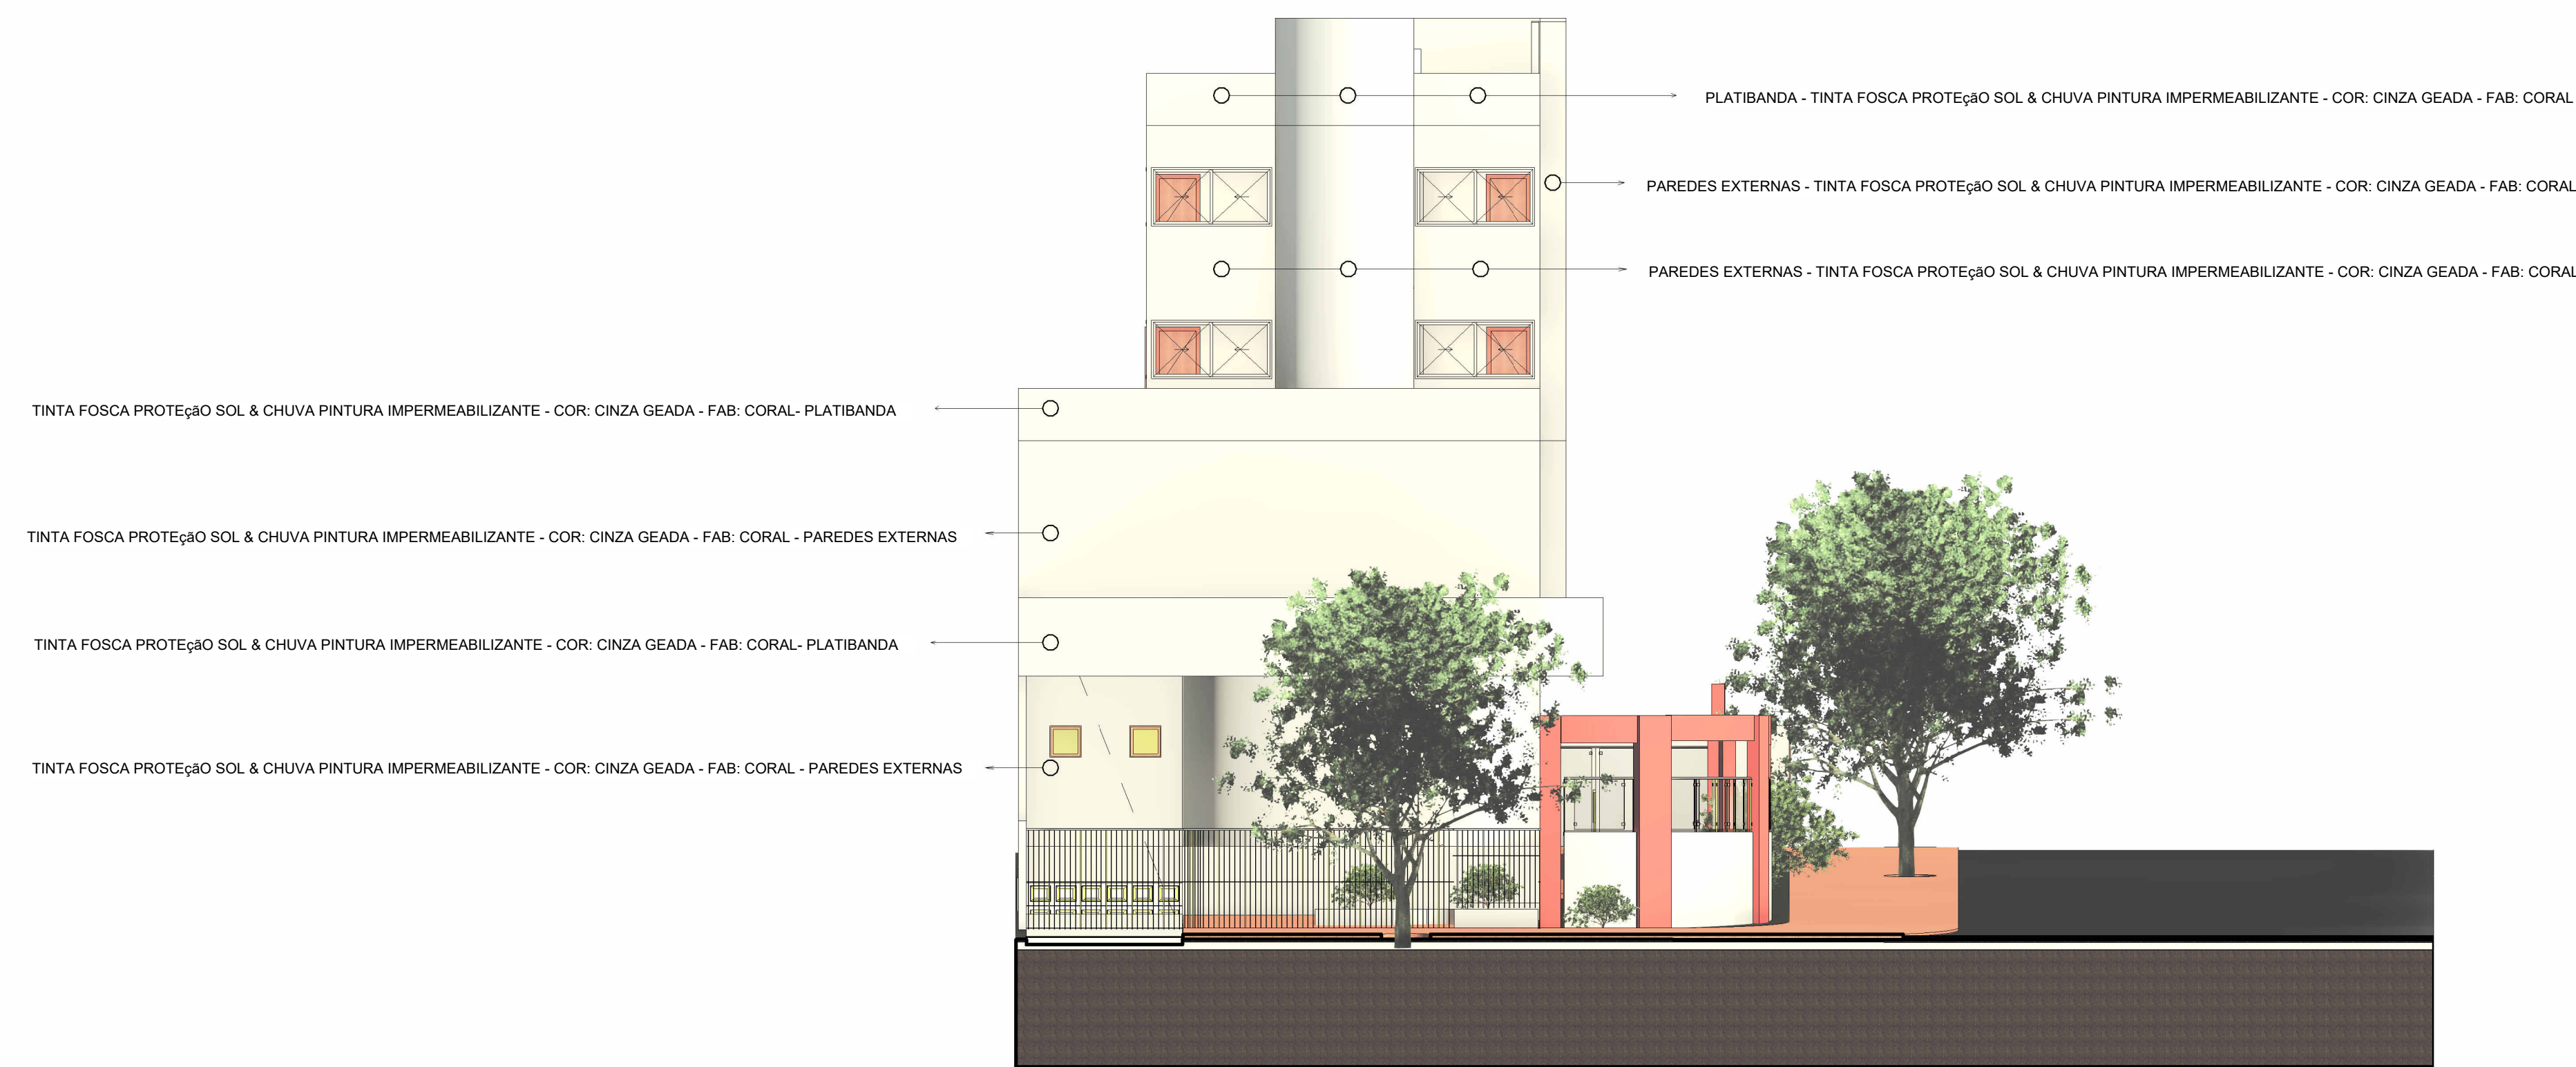 PLATIBANDA - TINTA FOSCA PROTEçãO SOL & CHUVA PINTURA IMPERMEABILIZANTE - COR: CINZA GEADA - FAB: CORAL
PAREDES EXTERNAS - TINTA FOSCA PROTEçãO SOL & CHUVA PINTURA IMPERMEABILIZANTE - COR: CINZA GEADA - FAB: CORAL
PAREDES EXTERNAS - TINTA FOSCA PROTEçãO SOL & CHUVA PINTURA IMPERMEABILIZANTE - COR: CINZA GEADA - FAB: CORAL
TINTA FOSCA PROTEçãO SOL & CHUVA PINTURA IMPERMEABILIZANTE - COR: CINZA GEADA - FAB: CORAL- PLATIBANDA
TINTA FOSCA PROTEçãO SOL & CHUVA PINTURA IMPERMEABILIZANTE - COR: CINZA GEADA - FAB: CORAL - PAREDES EXTERNAS
TINTA FOSCA PROTEçãO SOL & CHUVA PINTURA IMPERMEABILIZANTE - COR: CINZA GEADA - FAB: CORAL- PLATIBANDA
TINTA FOSCA PROTEçãO SOL & CHUVA PINTURA IMPERMEABILIZANTE - COR: CINZA GEADA - FAB: CORAL - PAREDES EXTERNAS